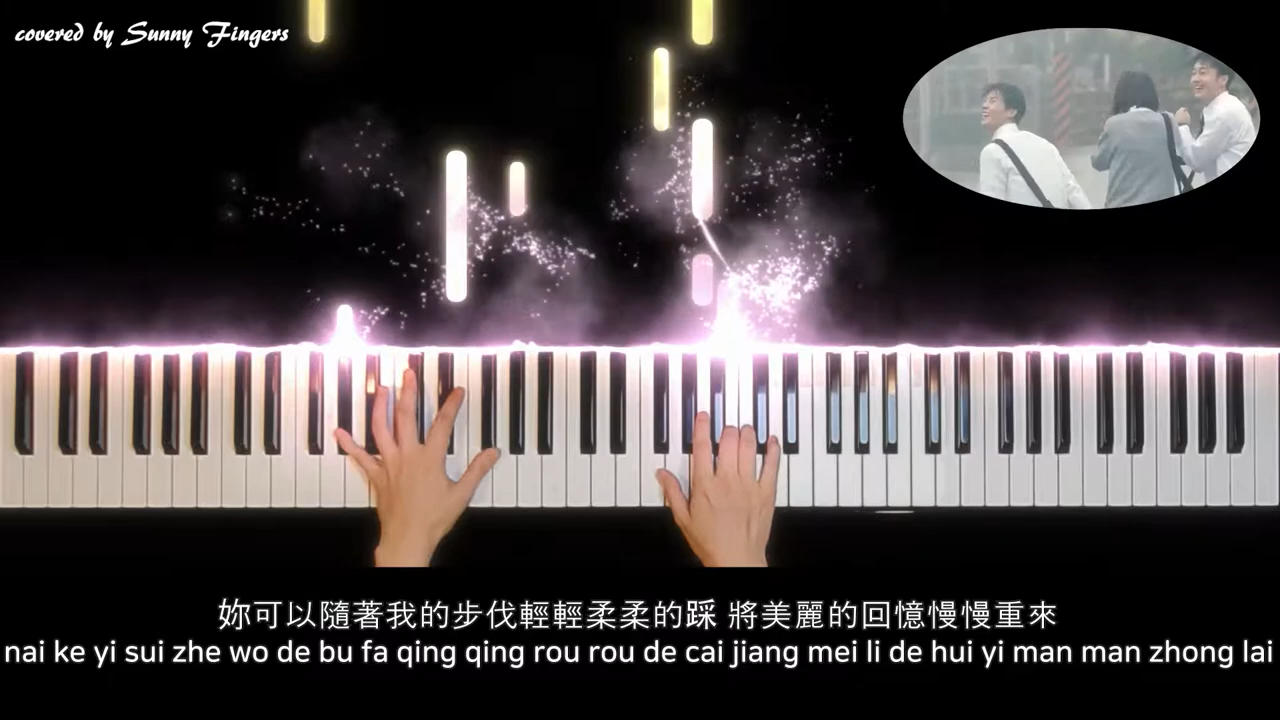 covered by Sunny Fingers
妳可以隨著我的步伐輕輕柔柔的踩 將美麗的回憶慢慢重來
nai ke yi sui zhe wo de bu fa qing qing rou rou de cai jiang mei li de hui yi man man zhong lai